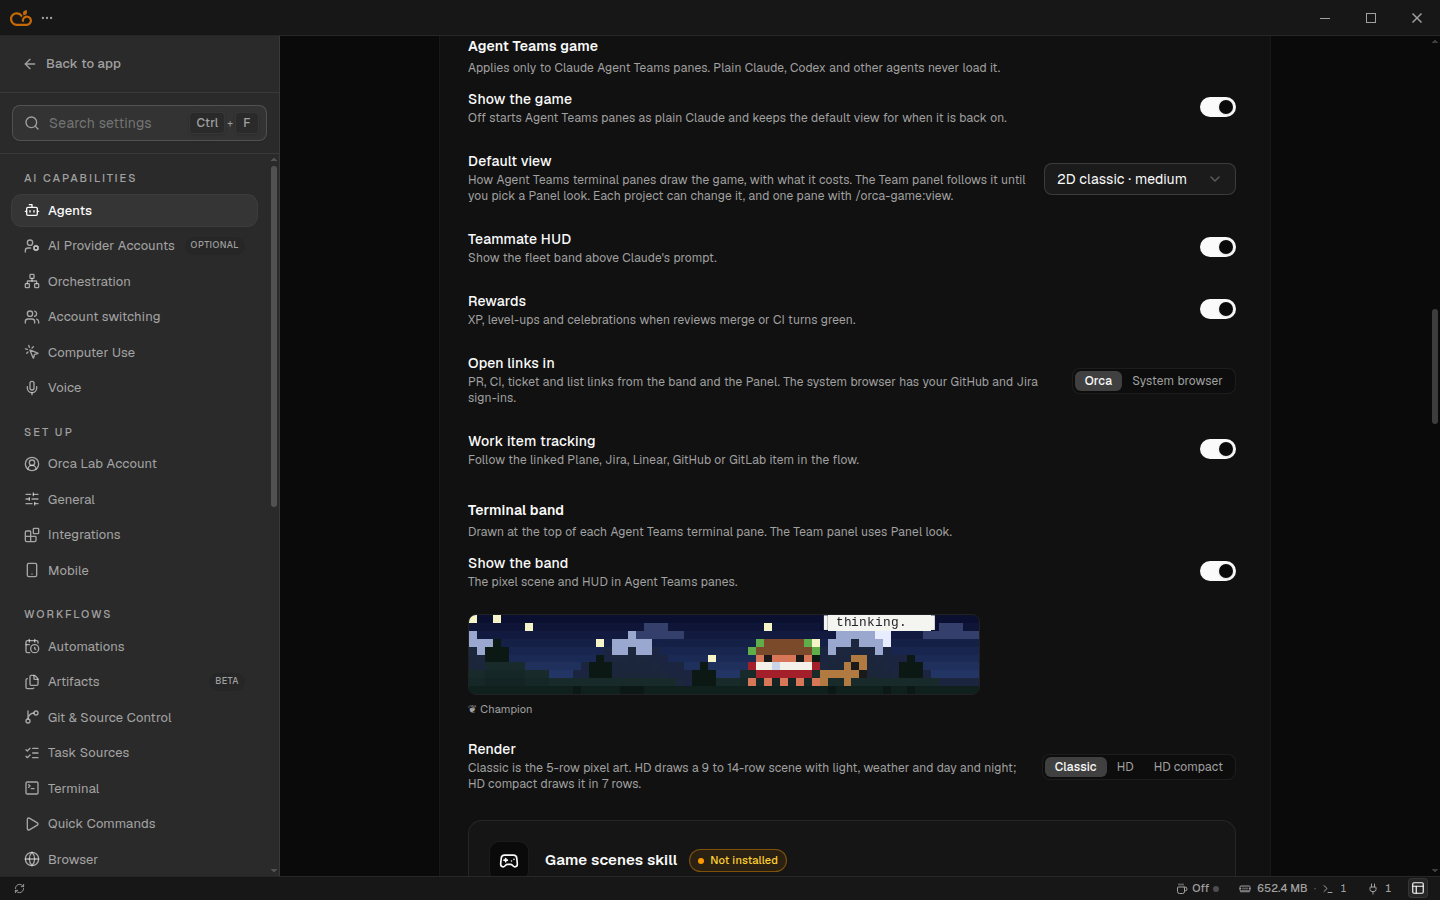 Back to app
Search settings
Ctrl + F
AI CAPABILITIES
Agents
AI Provider Accounts OPTIONAL
Orchestration
Account switching
Computer Use
Voice
SET UP
Orca Lab Account
General
Integrations
Mobile
WORKFLOWS
Automations
Artifacts BETA
Git & Source Control
Task Sources
Terminal
Quick Commands
Browser
Agent Teams game
Applies only to Claude Agent Teams panes. Plain Claude, Codex and other agents never load it.
Show the game
Off starts Agent Teams panes as plain Claude and keeps the default view for when it is back on.
Default view
How Agent Teams terminal panes draw the game, with what it costs. The Team panel follows it until
you pick a Panel look. Each project can change it, and one pane with /orca-game:view.
2D classic · medium
Teammate HUD
Show the fleet band above Claude's prompt.
Rewards
XP, level-ups and celebrations when reviews merge or CI turns green.
Open links in
PR, CI, ticket and list links from the band and the Panel. The system browser has your GitHub and Jira
sign-ins.
Orca System browser
Work item tracking
Follow the linked Plane, Jira, Linear, GitHub or GitLab item in the flow.
Terminal band
Drawn at the top of each Agent Teams terminal pane. The Team panel uses Panel look.
Show the band
The pixel scene and HUD in Agent Teams panes.
thinking.
❦ Champion
Render
Classic is the 5-row pixel art. HD draws a 9 to 14-row scene with light, weather and day and night;
HD compact draws it in 7 rows.
Classic HD HD compact
Game scenes skill Not installed
Off 652.4 MB · 1 1